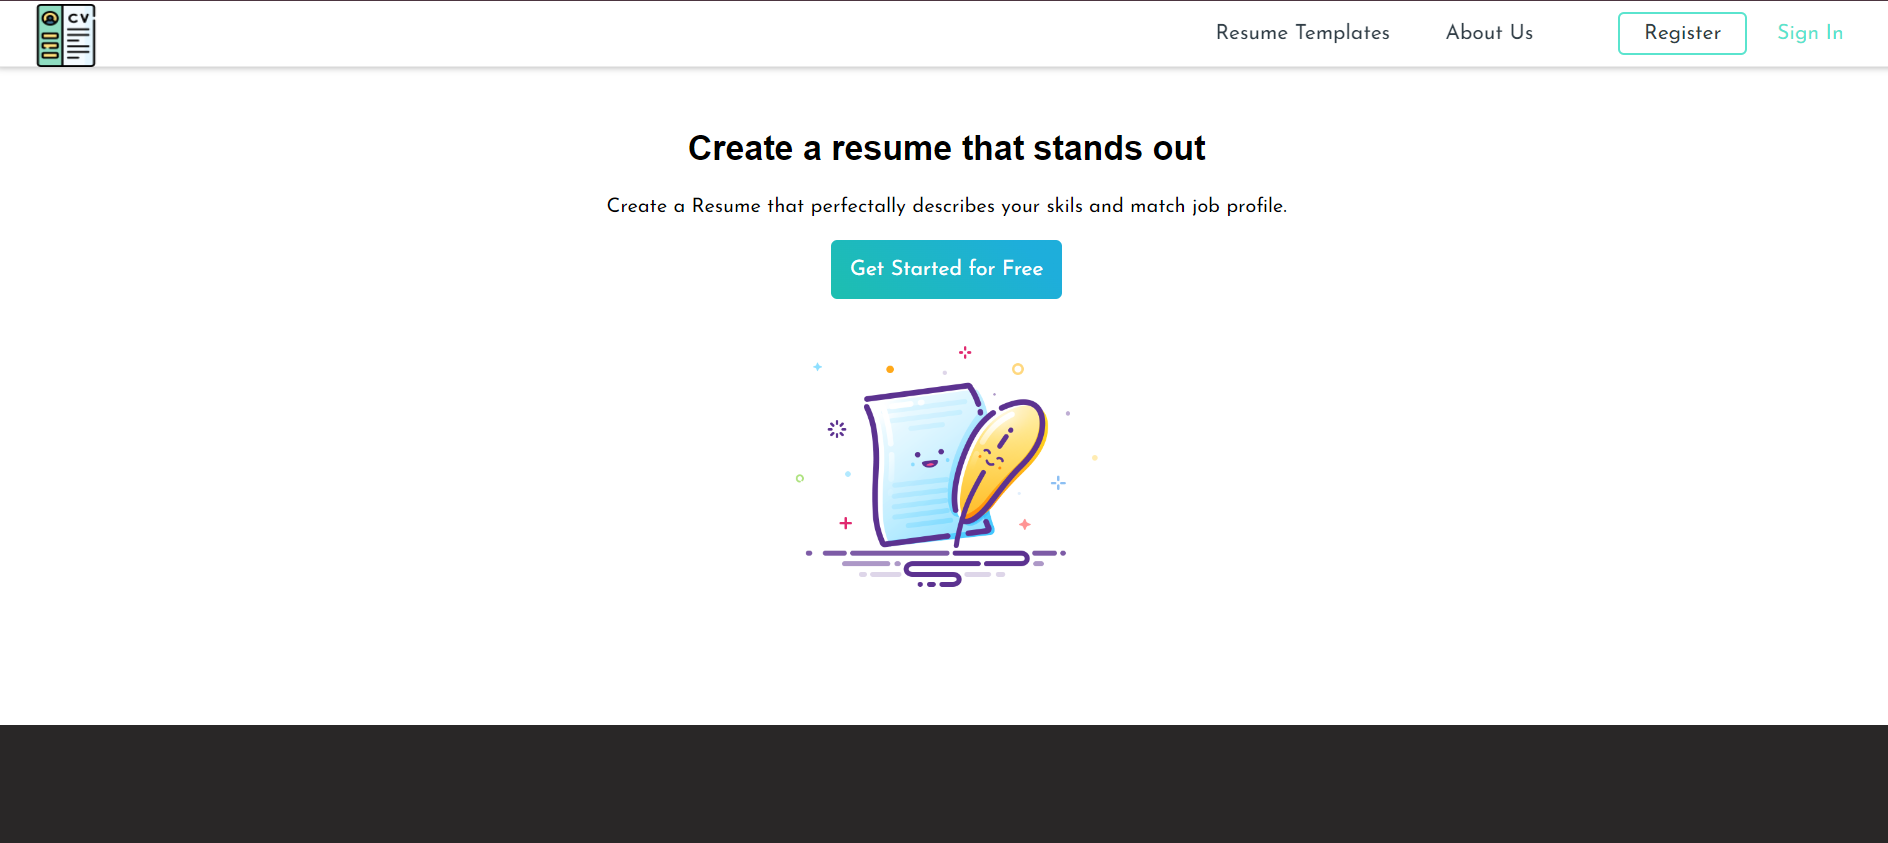 CV
Resume Templates
About Us
Register
Sign In
Create a resume that stands out
Create a Resume that perfectally describes your skils and match job profile.
Get Started for Free